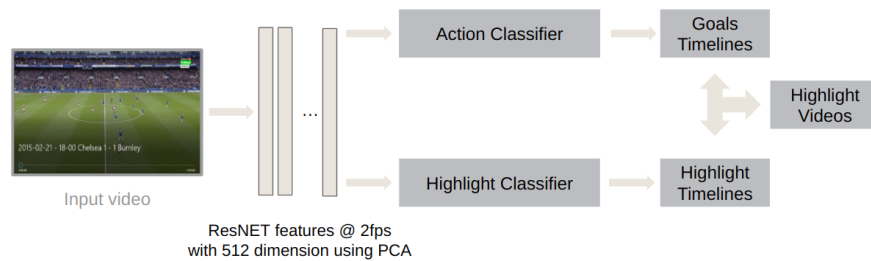 Action Classifier
Goals
Timelines
...
Highlight
Videos
2015-02-21 - 18-00 Chelsea 1 - 1 Burnley
Highlight Classifier
Highlight
Timelines
Input video
ResNET features @ 2fps
with 512 dimension using PCA